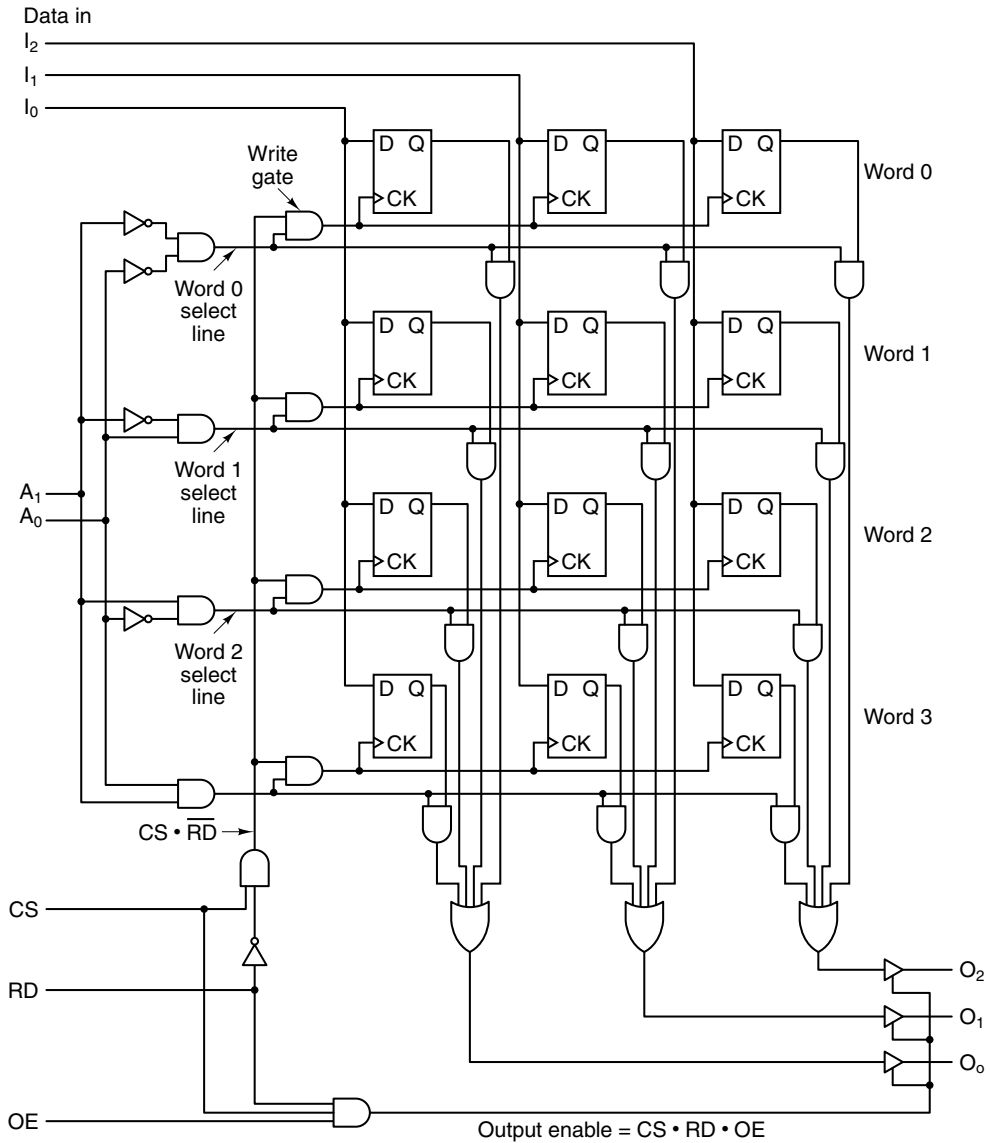 Data in
I₂
I₁
I₀
Write
gate
D Q
CK
D Q
CK
D Q
CK
Word 0
Word 0
select
line
D Q
CK
D Q
CK
D Q
CK
Word 1
Word 1
select
line
A₁
A₀
D Q
CK
D Q
CK
D Q
CK
Word 2
Word 2
select
line
D Q
CK
D Q
CK
D Q
CK
Word 3
CS • R̅D̅
CS
RD
OE
O₂
O₁
Oₒ
Output enable = CS • RD • OE